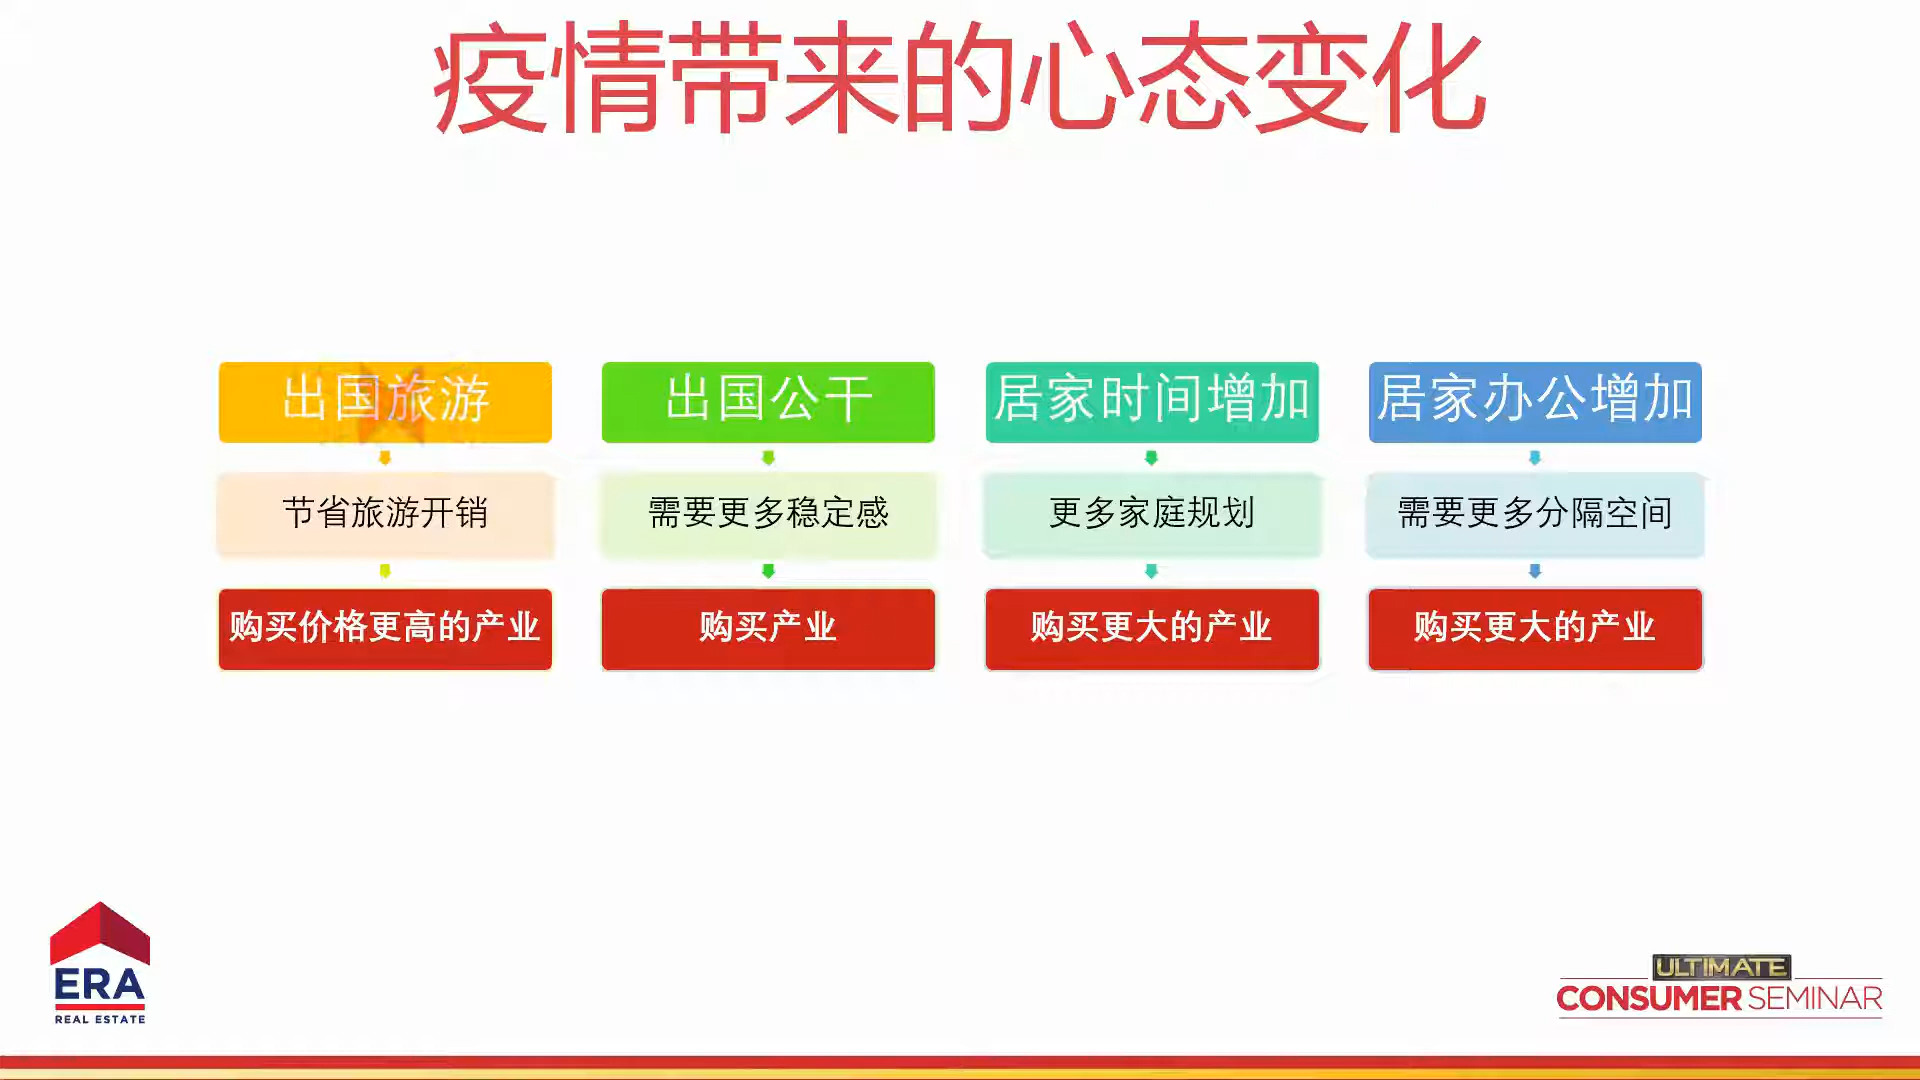 疫情带来的心态变化
出国旅游
出国公干
居家时间增加
居家办公增加
节省旅游开销
需要更多稳定感
更多家庭规划
需要更多分隔空间
购买价格更高的产业
购买产业
购买更大的产业
购买更大的产业
ERA
REAL ESTATE
ULTIMATE
CONSUMER SEMINAR